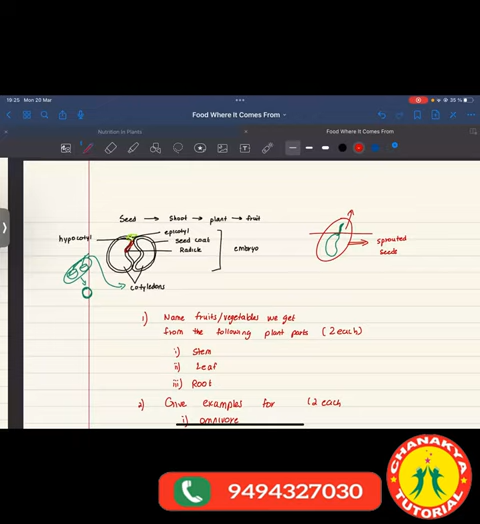 19:25 Mon 20 Mar
35 %
Food Where It Comes From
Nutrition in Plants
Food Where It Comes From
Seed → Shoot → plant → fruit
hypocotyl
epicotyl
Seed coat
Radicle
embryo
cotyledons
sprouted
seeds
1) Name fruits/vegetables we get
from the following plant parts (2 each)
i) Stem
ii) Leaf
iii) Root
2) Give examples for (2 each
i) omnivore
9494327030
CHANAKYA
TUTORIAL